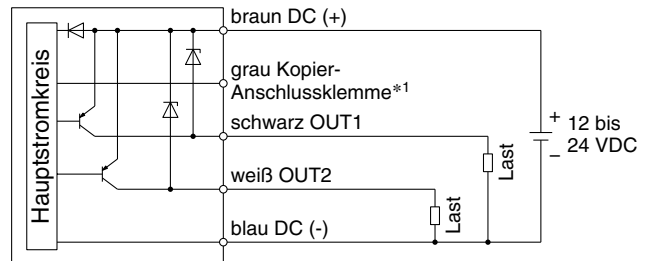 braun DC (+)
grau Kopier-
Anschlussklemme*1
schwarz OUT1
weiß OUT2
blau DC (-)
Hauptstromkreis
Last
Last
+
12 bis
24 VDC
−